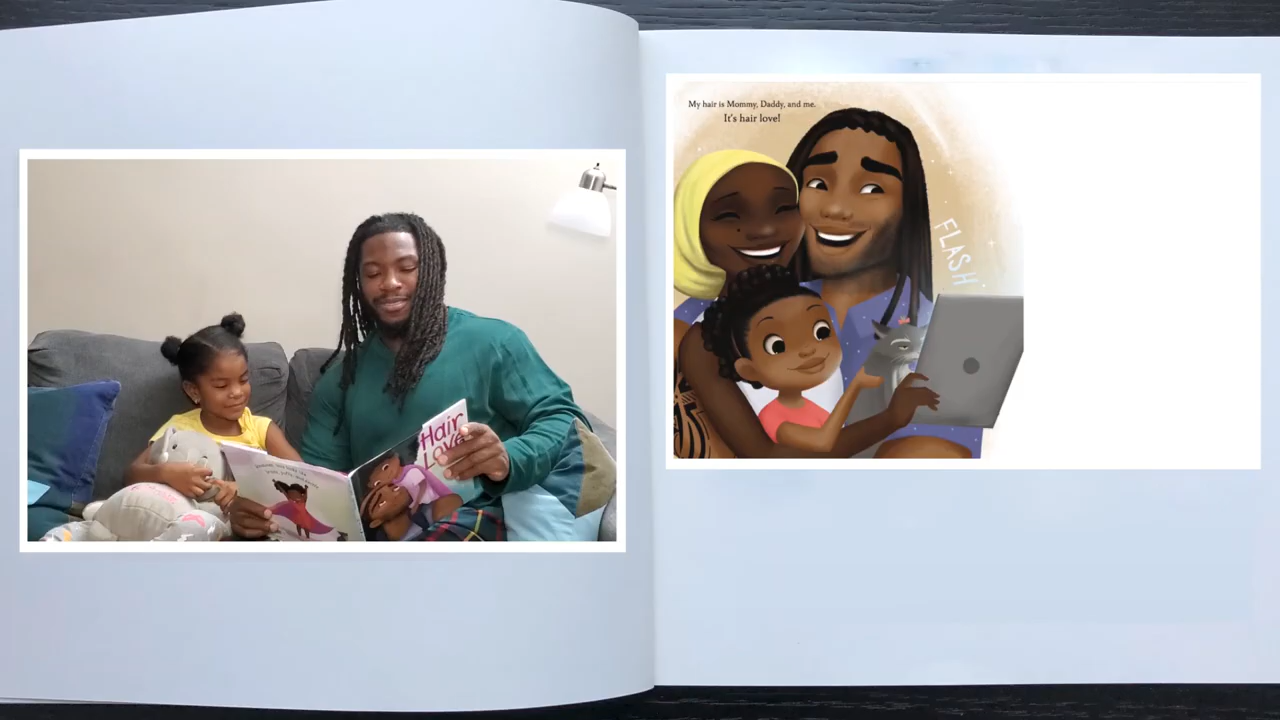 Hair
Love
My hair is Mommy, Daddy, and me.
It's hair love!
FLASH